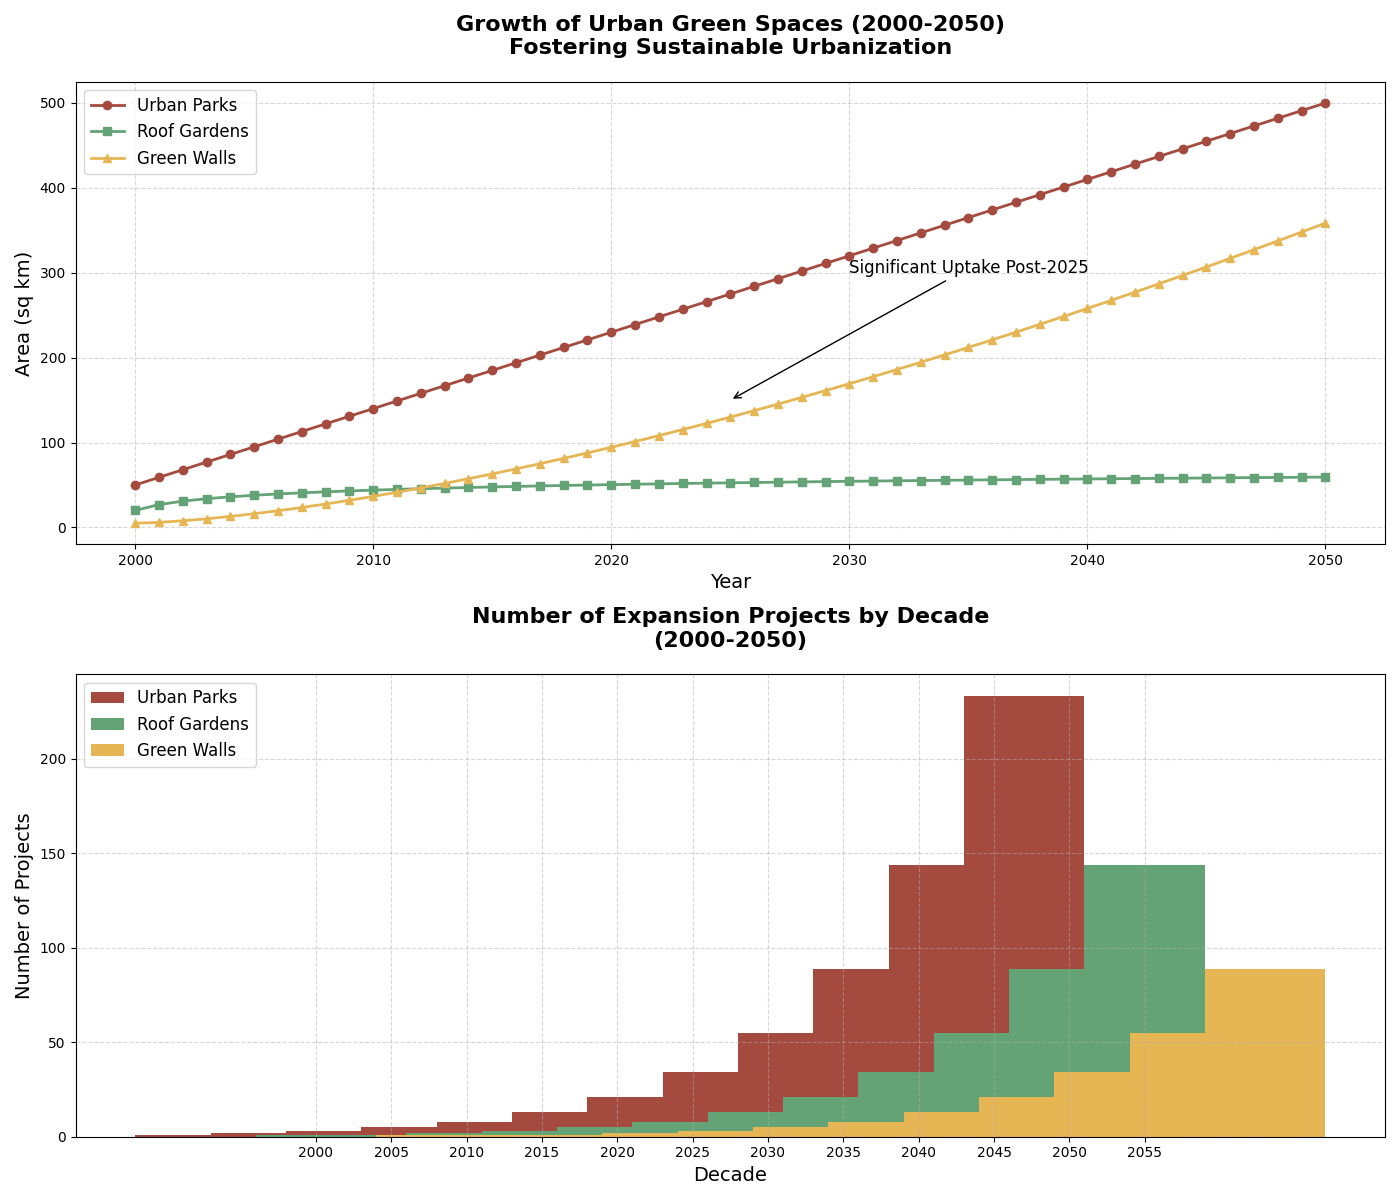 Growth of Urban Green Spaces (2000-2050)
Fostering Sustainable Urbanization
Urban Parks
Roof Gardens
Green Walls
500
400
300
200
100
0
Area (sq km)
Significant Uptake Post-2025
2000 2010 2020 2030 2040 2050
Year
Number of Expansion Projects by Decade
(2000-2050)
Urban Parks
Roof Gardens
Green Walls
200
150
100
50
0
Number of Projects
2000 2005 2010 2015 2020 2025 2030 2035 2040 2045 2050 2055
Decade